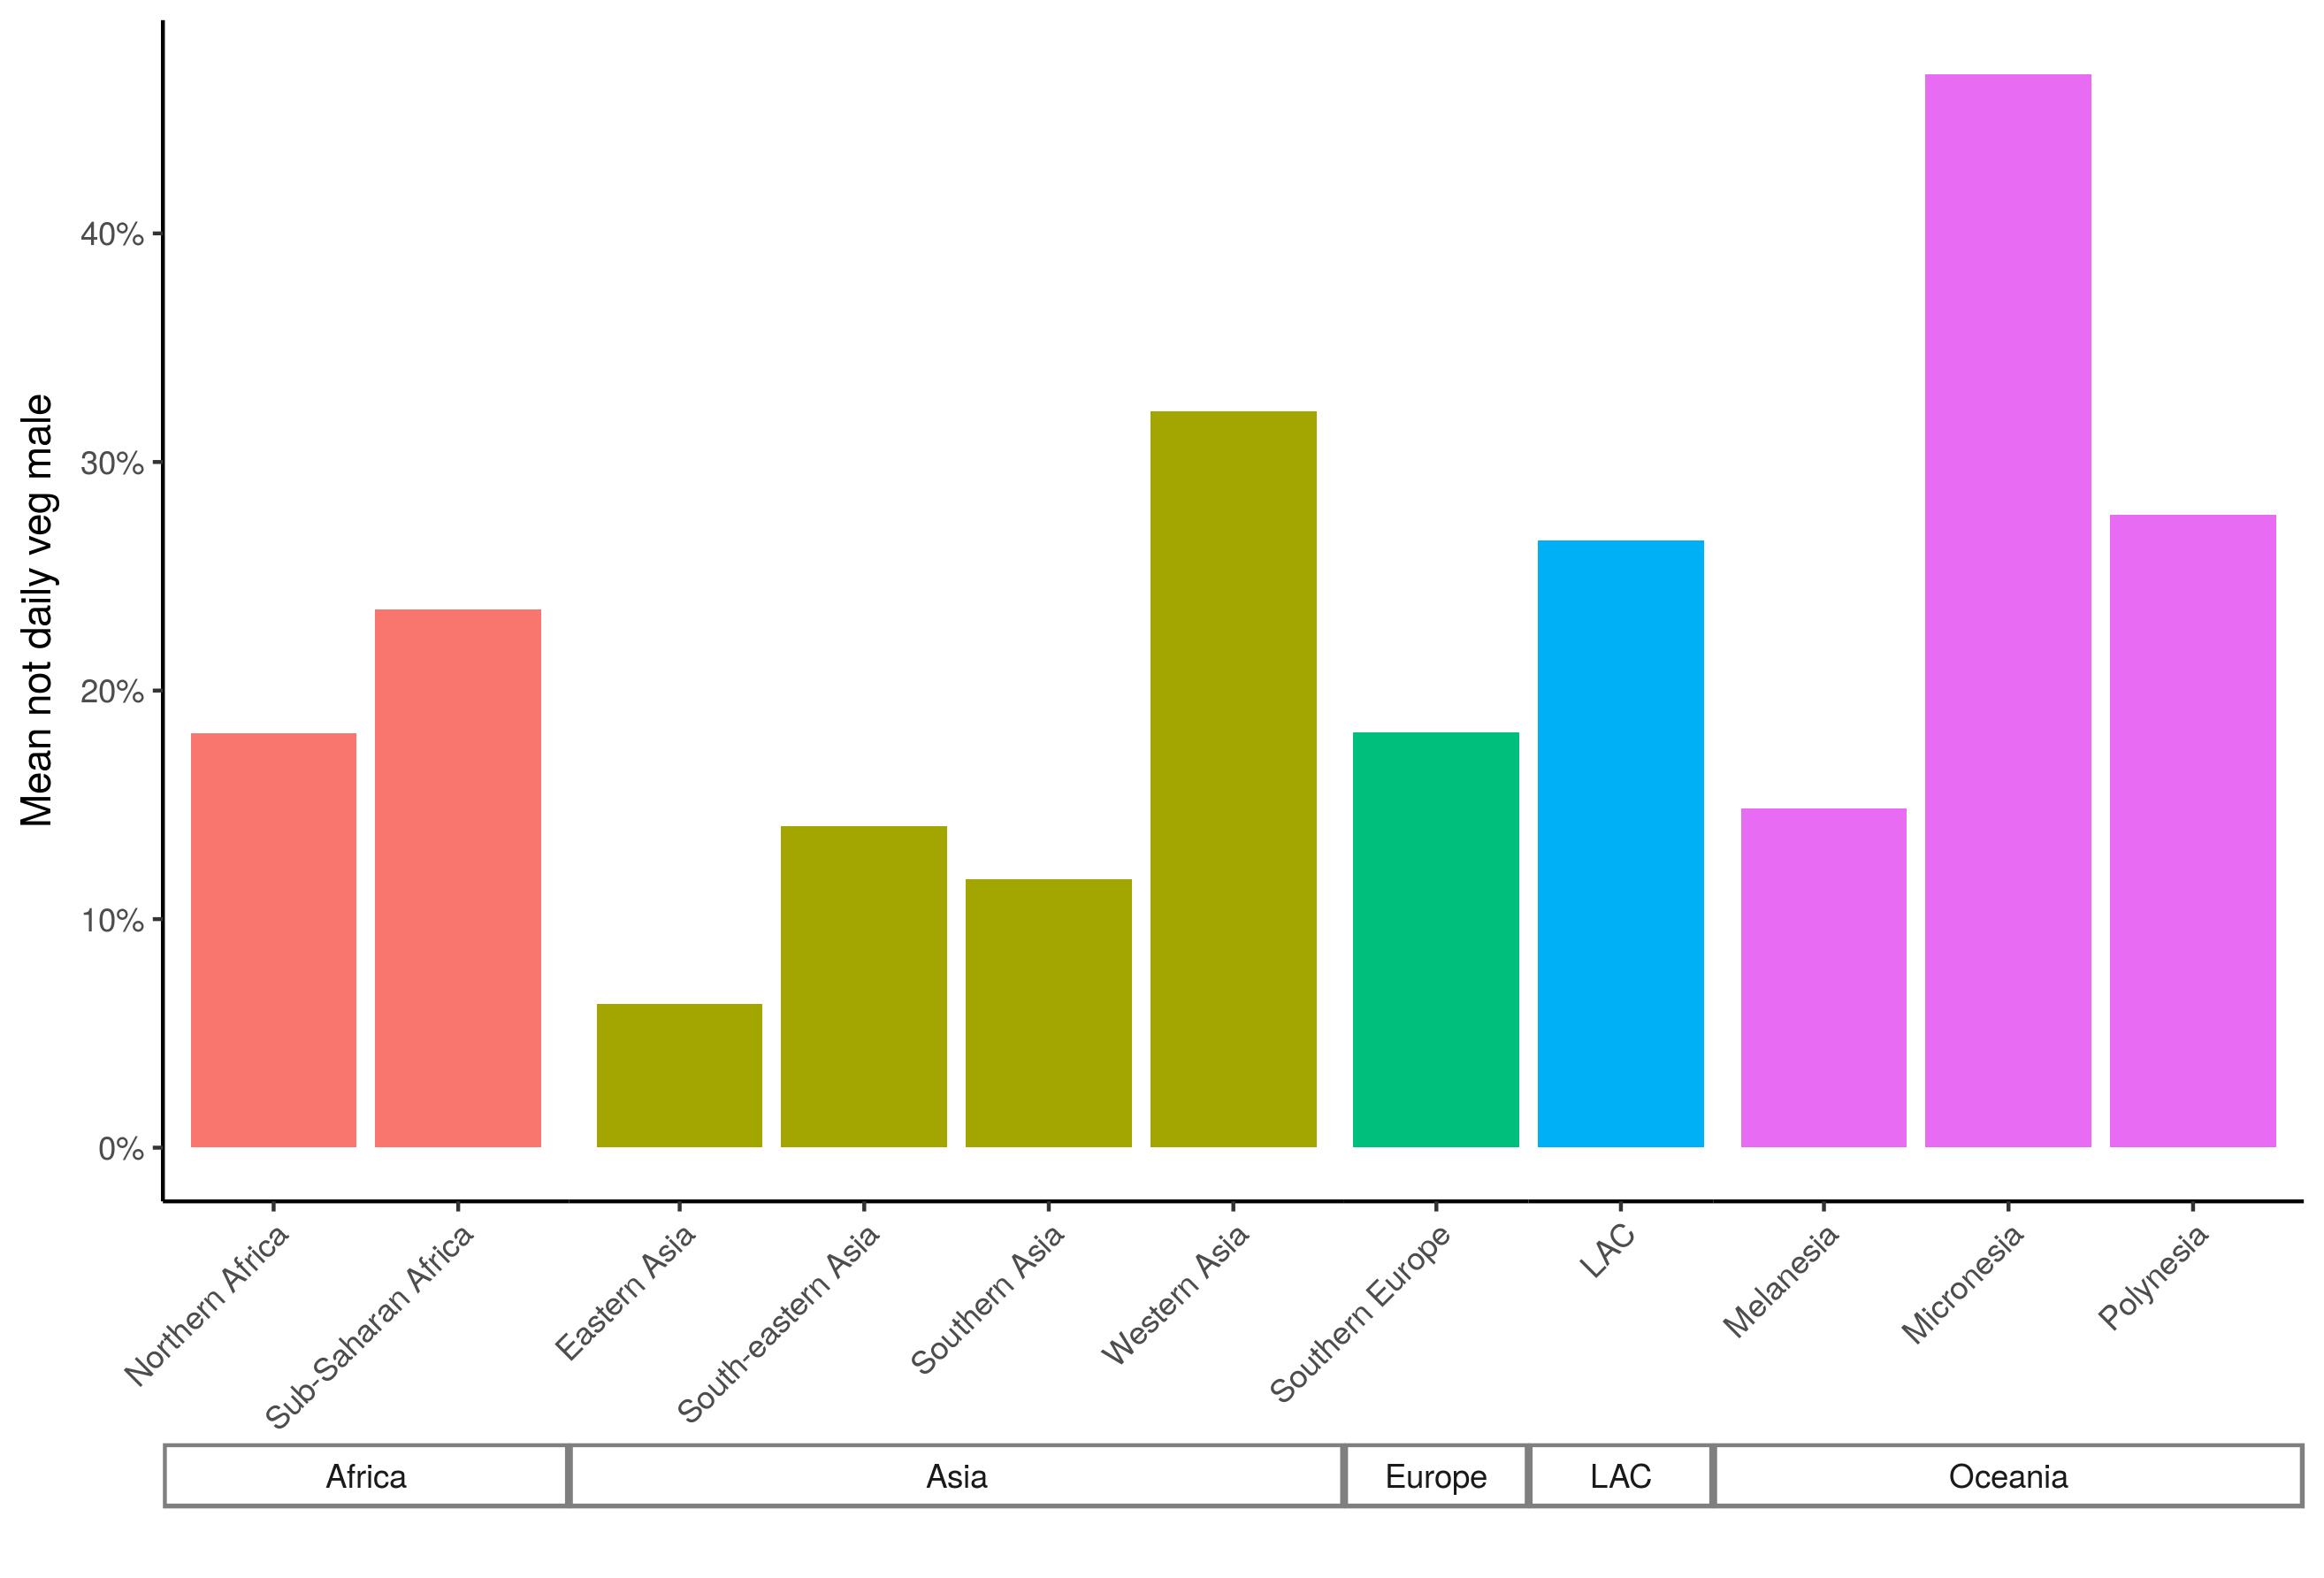 Mean not daily veg male
40%
30%
20%
10%
0%
Northern Africa
Sub-Saharan Africa
Eastern Asia
South-eastern Asia
Southern Asia
Western Asia
Southern Europe
LAC
Melanesia
Micronesia
Polynesia
Africa
Asia
Europe
LAC
Oceania